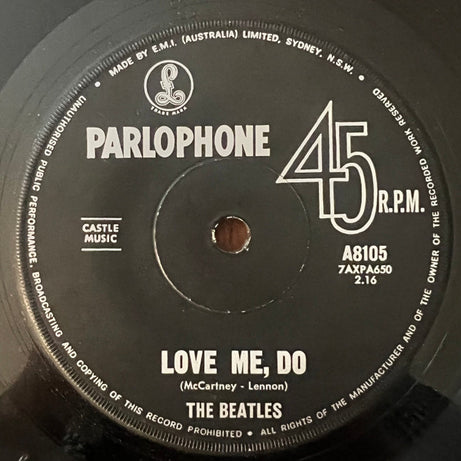 MADE BY E.M.I. (AUSTRALIA) LIMITED, SYDNEY, N.S.W. •
£
TRADE MARK
PARLOPHONE
45 R.P.M.
CASTLE
MUSIC
A8105
7AXPA650
2.16
LOVE ME, DO
(McCartney - Lennon)
THE BEATLES
UNAUTHORISED PUBLIC PERFORMANCE, BROADCASTING AND COPYING OF THIS RECORD PROHIBITED • ALL RIGHTS OF THE MANUFACTURER AND OF THE OWNER OF THE RECORDED WORK RESERVED